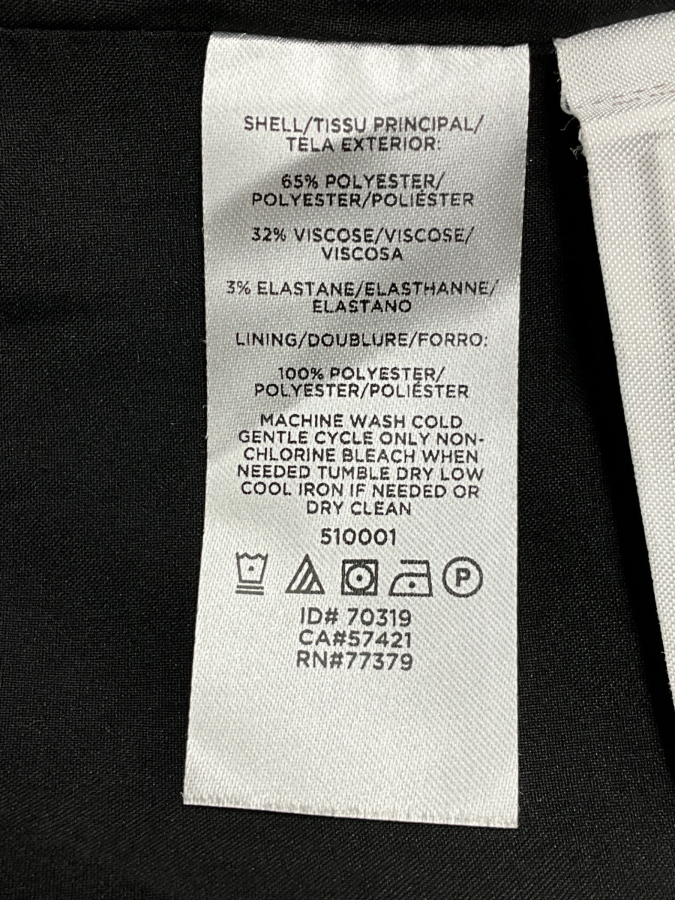 SHELL/TISSU PRINCIPAL/
TELA EXTERIOR:
65% POLYESTER/
POLYESTER/POLIÉSTER
32% VISCOSE/VISCOSE/
VISCOSA
3% ELASTANE/ELASTHANNE/
ELASTANO
LINING/DOUBLURE/FORRO:
100% POLYESTER/
POLYESTER/POLIÉSTER
MACHINE WASH COLD
GENTLE CYCLE ONLY NON-
CHLORINE BLEACH WHEN
NEEDED TUMBLE DRY LOW
COOL IRON IF NEEDED OR
DRY CLEAN
510001
P
ID# 70319
CA#57421
RN#77379